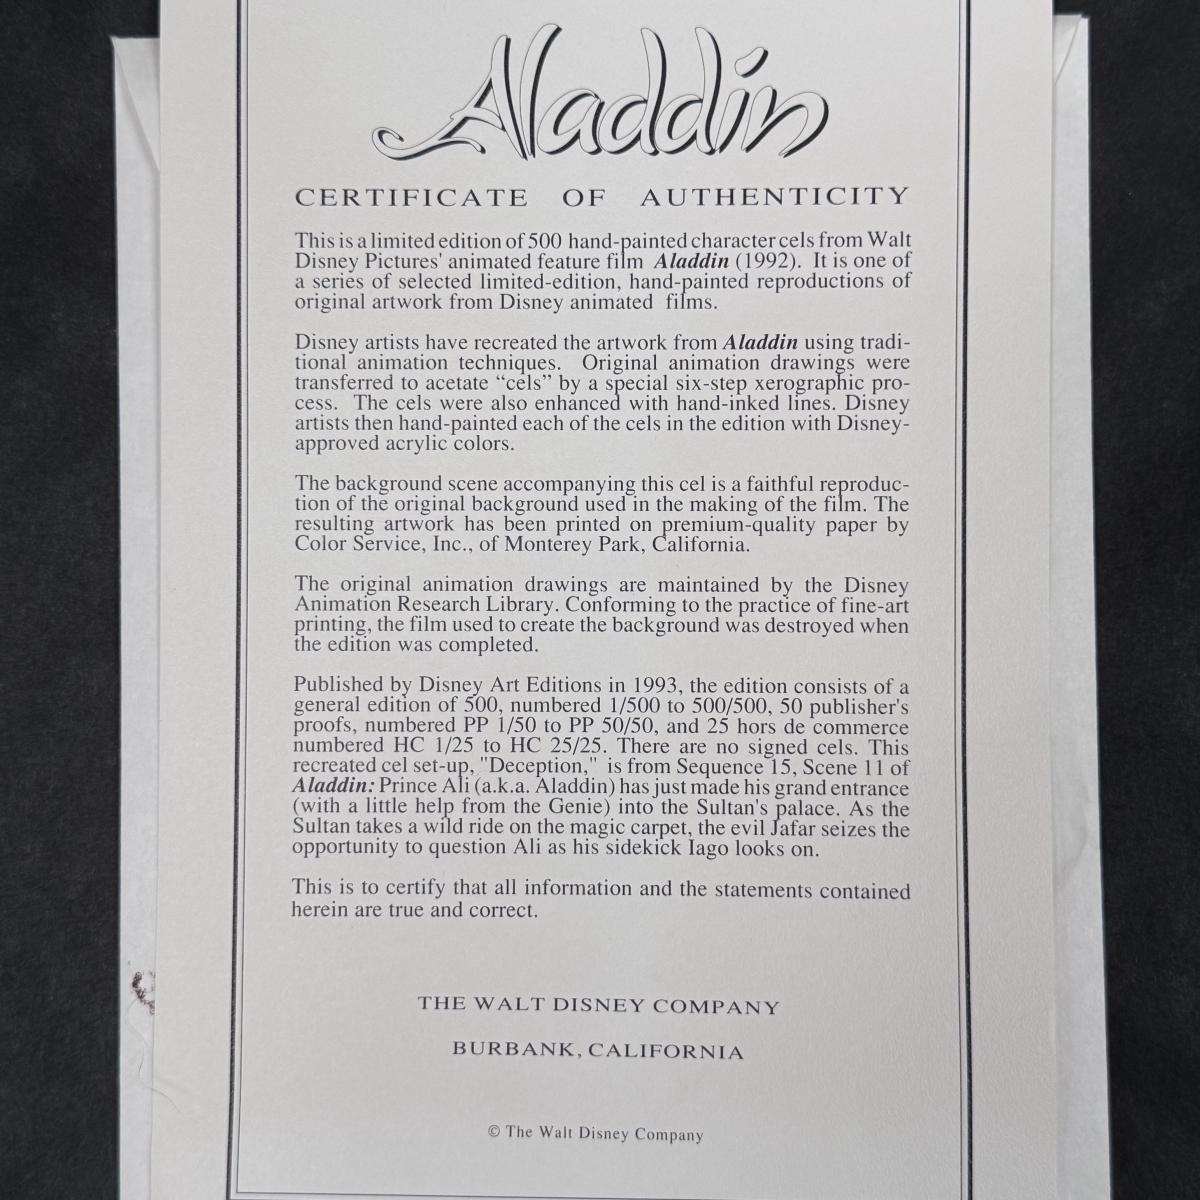 Aladdin
CERTIFICATE OF AUTHENTICITY
This is a limited edition of 500 hand-painted character cels from Walt
Disney Pictures' animated feature film Aladdin (1992). It is one of
a series of selected limited-edition, hand-painted reproductions of
original artwork from Disney animated films.
Disney artists have recreated the artwork from Aladdin using tradi-
tional animation techniques. Original animation drawings were
transferred to acetate “cels” by a special six-step xerographic pro-
cess. The cels were also enhanced with hand-inked lines. Disney
artists then hand-painted each of the cels in the edition with Disney-
approved acrylic colors.
The background scene accompanying this cel is a faithful reproduc-
tion of the original background used in the making of the film. The
resulting artwork has been printed on premium-quality paper by
Color Service, Inc., of Monterey Park, California.
The original animation drawings are maintained by the Disney
Animation Research Library. Conforming to the practice of fine-art
printing, the film used to create the background was destroyed when
the edition was completed.
Published by Disney Art Editions in 1993, the edition consists of a
general edition of 500, numbered 1/500 to 500/500, 50 publisher's
proofs, numbered PP 1/50 to PP 50/50, and 25 hors de commerce
numbered HC 1/25 to HC 25/25. There are no signed cels. This
recreated cel set-up, "Deception," is from Sequence 15, Scene 11 of
Aladdin: Prince Ali (a.k.a. Aladdin) has just made his grand entrance
(with a little help from the Genie) into the Sultan's palace. As the
Sultan takes a wild ride on the magic carpet, the evil Jafar seizes the
opportunity to question Ali as his sidekick Iago looks on.
This is to certify that all information and the statements contained
herein are true and correct.
THE WALT DISNEY COMPANY
BURBANK, CALIFORNIA
© The Walt Disney Company